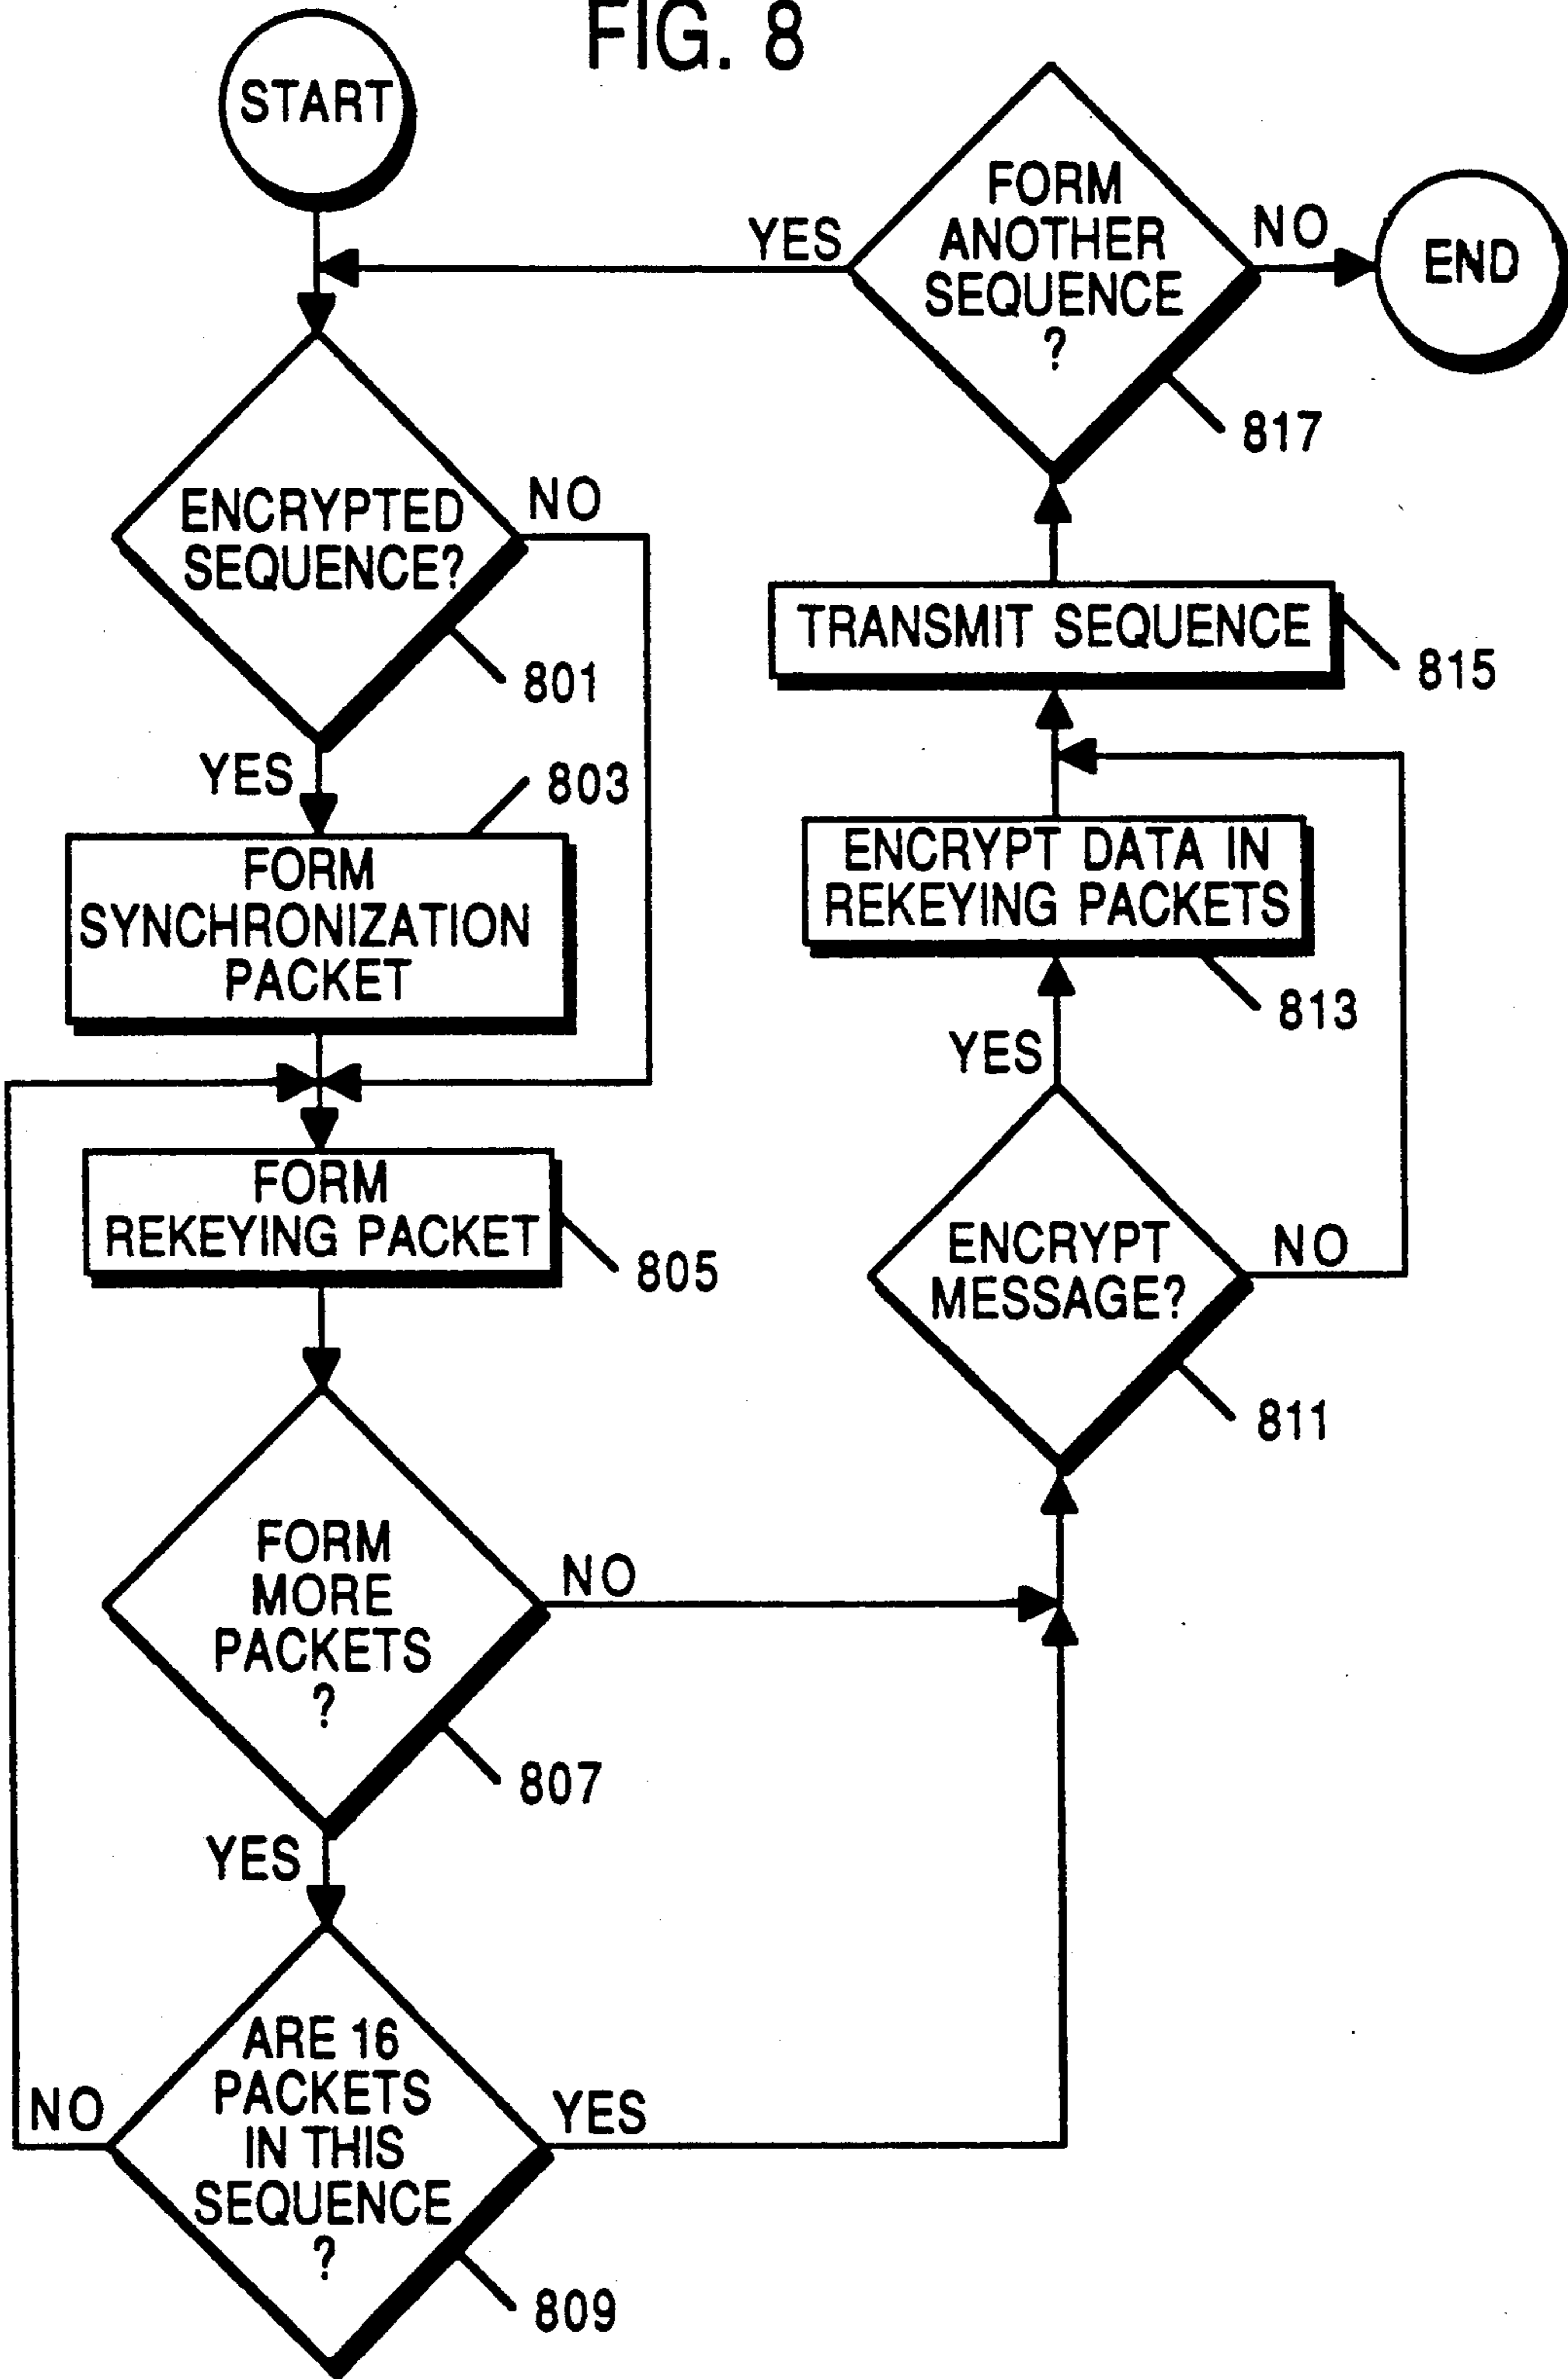 FIG. 8
START
ENCRYPTED
SEQUENCE?
NO
801
YES
803
FORM
SYNCHRONIZATION
PACKET
FORM
REKEYING PACKET
805
FORM
MORE
PACKETS
?
NO
807
YES
ARE 16
PACKETS
IN THIS
SEQUENCE
?
NO
YES
809
ENCRYPT
MESSAGE?
NO
811
YES
ENCRYPT DATA IN
REKEYING PACKETS
813
TRANSMIT SEQUENCE
815
FORM
ANOTHER
SEQUENCE
?
YES
NO
817
END